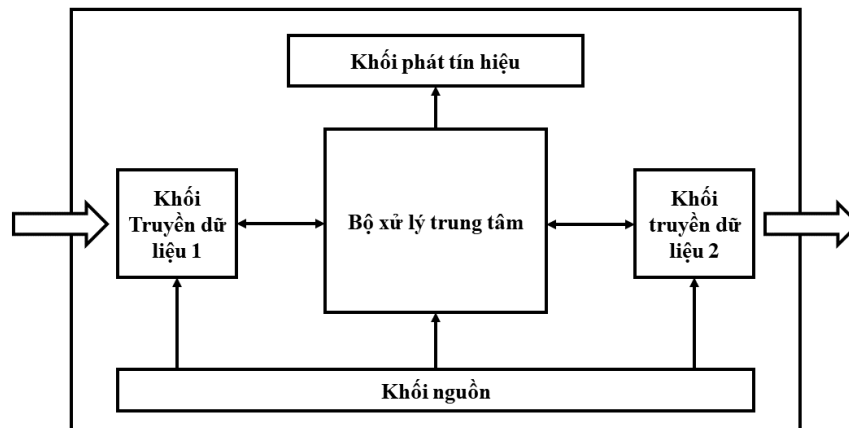 Khối phát tín hiệu
Khối
Truyền dữ
liệu 1
Bộ xử lý trung tâm
Khối
truyền dữ
liệu 2
Khối nguồn